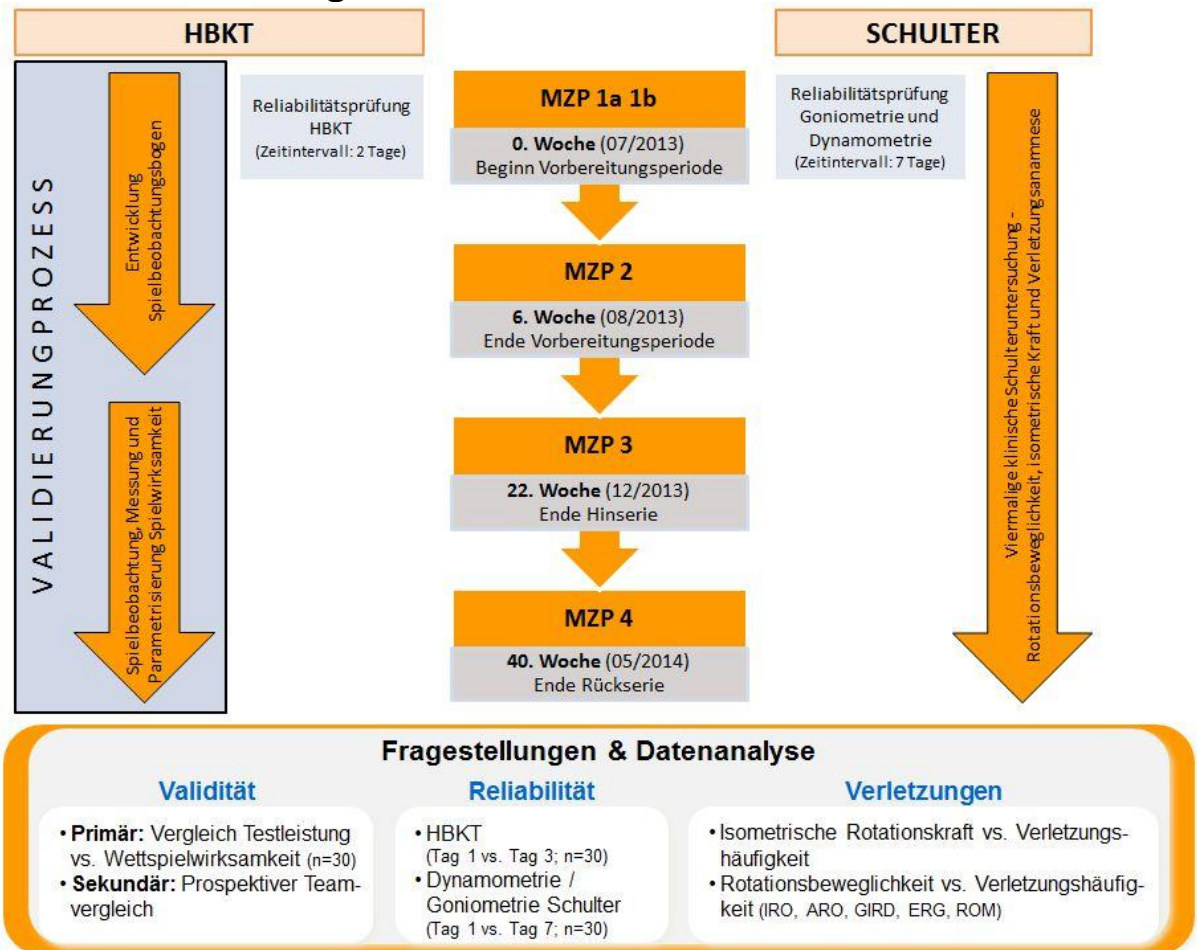 HBKT
SCHULTER
VALIDIERUNGPROZESS
Entwicklung
Spielbeobachtungsbogen
Spielbeobachtung, Messung und
Parametrisierung Spielwirksamkeit
Reliabilitätsprüfung
HBKT
(Zeitintervall: 2 Tage)
MZP 1a 1b
0. Woche (07/2013)
Beginn Vorbereitungsperiode
MZP 2
6. Woche (08/2013)
Ende Vorbereitungsperiode
MZP 3
22. Woche (12/2013)
Ende Hinserie
MZP 4
40. Woche (05/2014)
Ende Rückserie
Reliabilitätsprüfung
Goniometrie und
Dynamometrie
(Zeitintervall: 7 Tage)
Viermalige klinische Schulteruntersuchung -
Rotationsbeweglichkeit, isometrische Kraft und Verletzungsanamnese
Fragestellungen & Datenanalyse
Validität
• Primär: Vergleich Testleistung
vs. Wettspielwirksamkeit (n=30)
• Sekundär: Prospektiver Team-
vergleich
Reliabilität
• HBKT
(Tag 1 vs. Tag 3; n=30)
• Dynamometrie /
Goniometrie Schulter
(Tag 1 vs. Tag 7; n=30)
Verletzungen
• Isometrische Rotationskraft vs. Verletzungs-
häufigkeit
• Rotationsbeweglichkeit vs. Verletzungshäufig-
keit (IRO, ARO, GIRD, ERG, ROM)